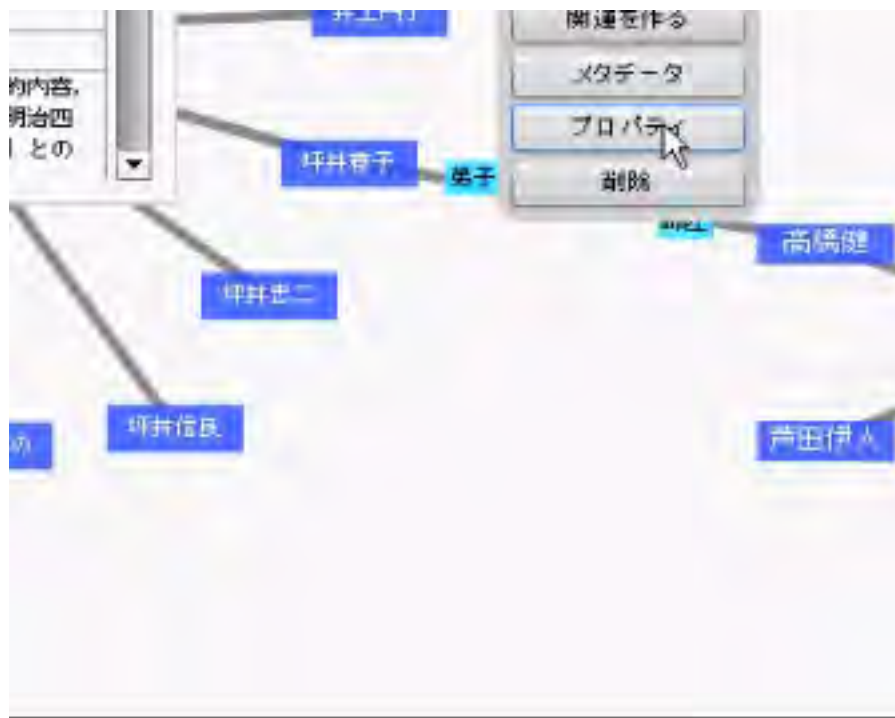 関連を作る
メタデータ
プロパティ
削除
的内容,
明治四
との
坪井春子
弟子
高橋健
坪井忠二
坪井信良
の
芦田伊人